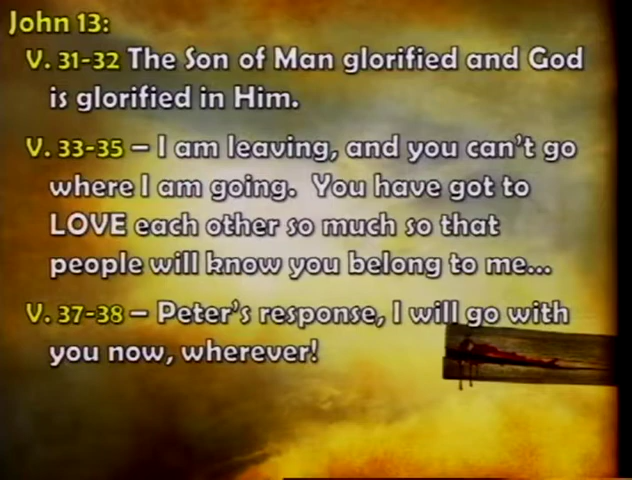 John 13:
V. 31-32 The Son of Man glorified and God
is glorified in Him.
V. 33-35 – I am leaving, and you can't go
where I am going. You have got to
LOVE each other so much so that
people will know you belong to me...
V. 37-38 – Peter's response, I will go with
you now, wherever!